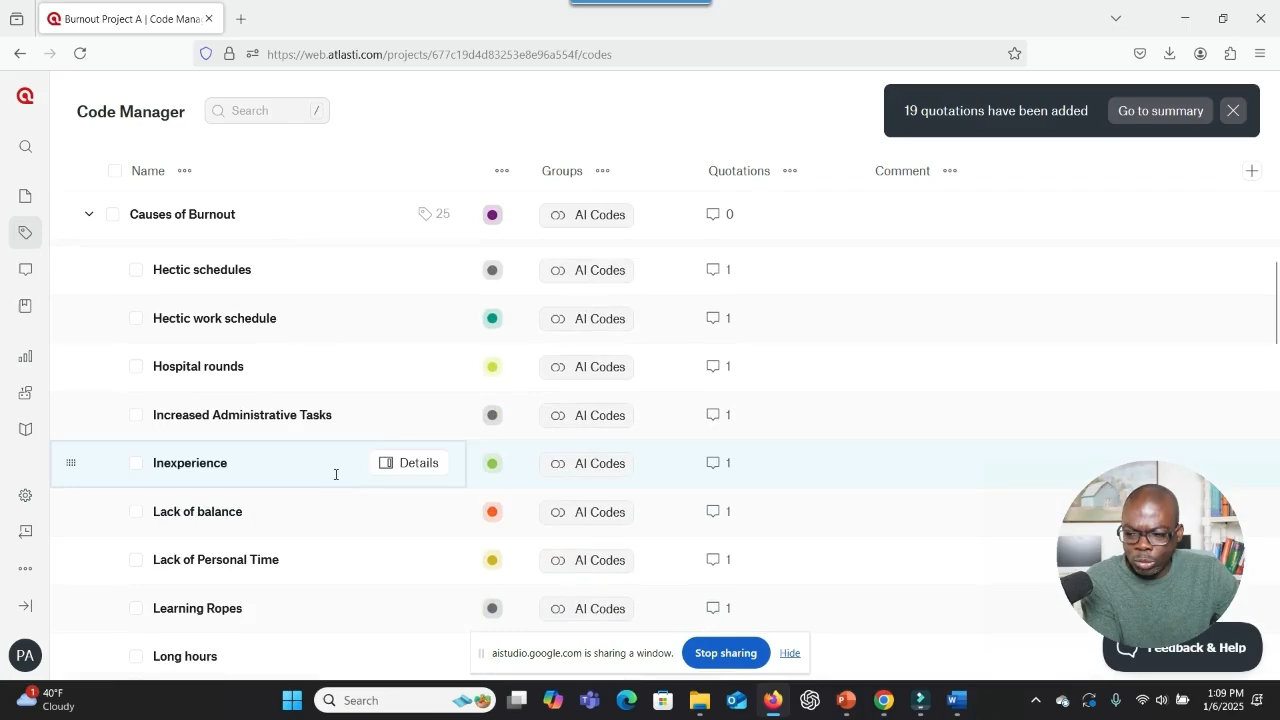 Burnout Project A | Code Mana
https://web.atlasti.com/projects/677c19d4d83253e8e96a554f/codes
Code Manager
Search /
19 quotations have been added
Go to summary
Name
Groups
Quotations
Comment
Causes of Burnout 25 AI Codes 0
Hectic schedules AI Codes 1
Hectic work schedule AI Codes 1
Hospital rounds AI Codes 1
Increased Administrative Tasks AI Codes 1
Inexperience Details AI Codes 1
Lack of balance AI Codes 1
Lack of Personal Time AI Codes 1
Learning Ropes AI Codes 1
Long hours
aistudio.google.com is sharing a window. Stop sharing Hide
Feedback & Help
PA
1
40°F
Cloudy
Search
1:09 PM
1/6/2025